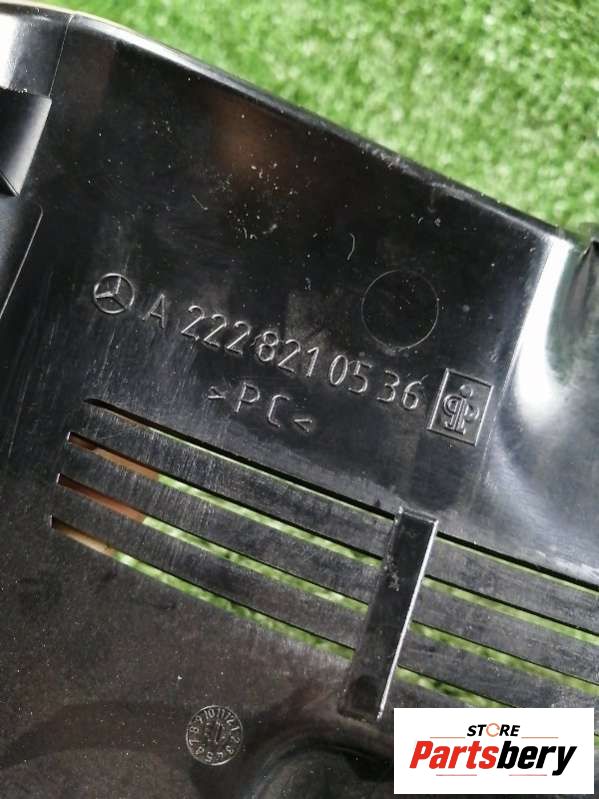 A 222 821 05 36
>PC<
STORE
Partsbery